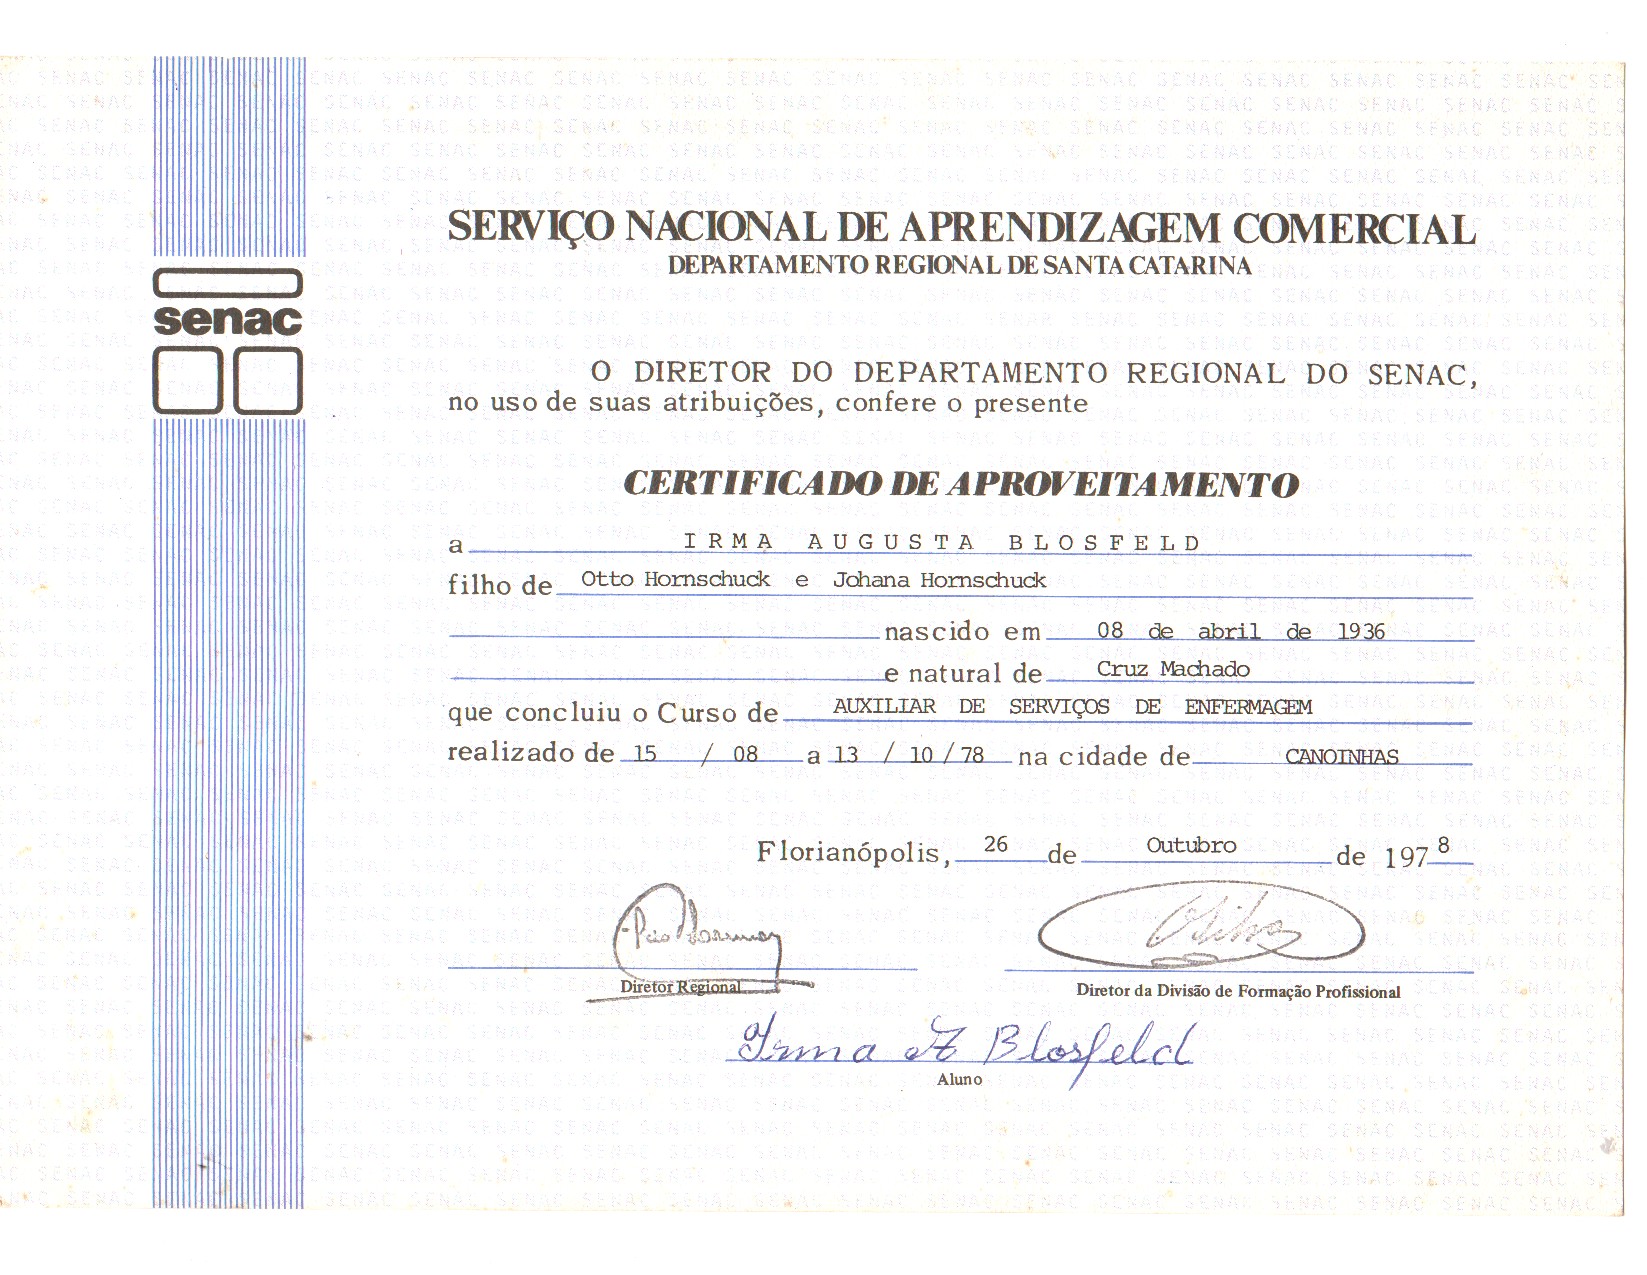 SERVIÇO NACIONAL DE APRENDIZAGEM COMERCIAL
DEPARTAMENTO REGIONAL DE SANTA CATARINA
senac
O DIRETOR DO DEPARTAMENTO REGIONAL DO SENAC,
no uso de suas atribuições, confere o presente
CERTIFICADO DE APROVEITAMENTO
a IRMA AUGUSTA BLOSFELD
filho de Otto Hornschuck e Johana Hornschuck
nascido em 08 de abril de 1936
e natural de Cruz Machado
que concluiu o Curso de AUXILIAR DE SERVIÇOS DE ENFERMAGEM
realizado de 15 / 08 a 13 / 10 / 78 na cidade de CANOINHAS
Florianópolis, 26 de Outubro de 1978
Diretor Regional
Diretor da Divisão de Formação Profissional
Irma A Blosfeld
Aluno